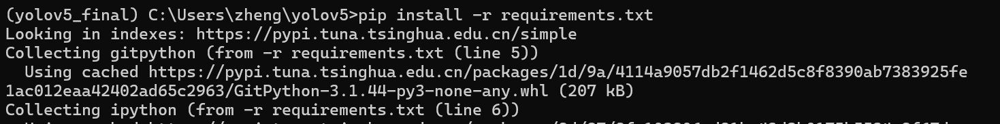 (yolov5_final) C:\Users\zheng\yolov5>pip install -r requirements.txt
Looking in indexes: https://pypi.tuna.tsinghua.edu.cn/simple
Collecting gitpython (from -r requirements.txt (line 5))
  Using cached https://pypi.tuna.tsinghua.edu.cn/packages/1d/9a/4114a9057db2f1462d5c8f8390ab7383925fe
1ac012eaa42402ad65c2963/GitPython-3.1.44-py3-none-any.whl (207 kB)
Collecting ipython (from -r requirements.txt (line 6))